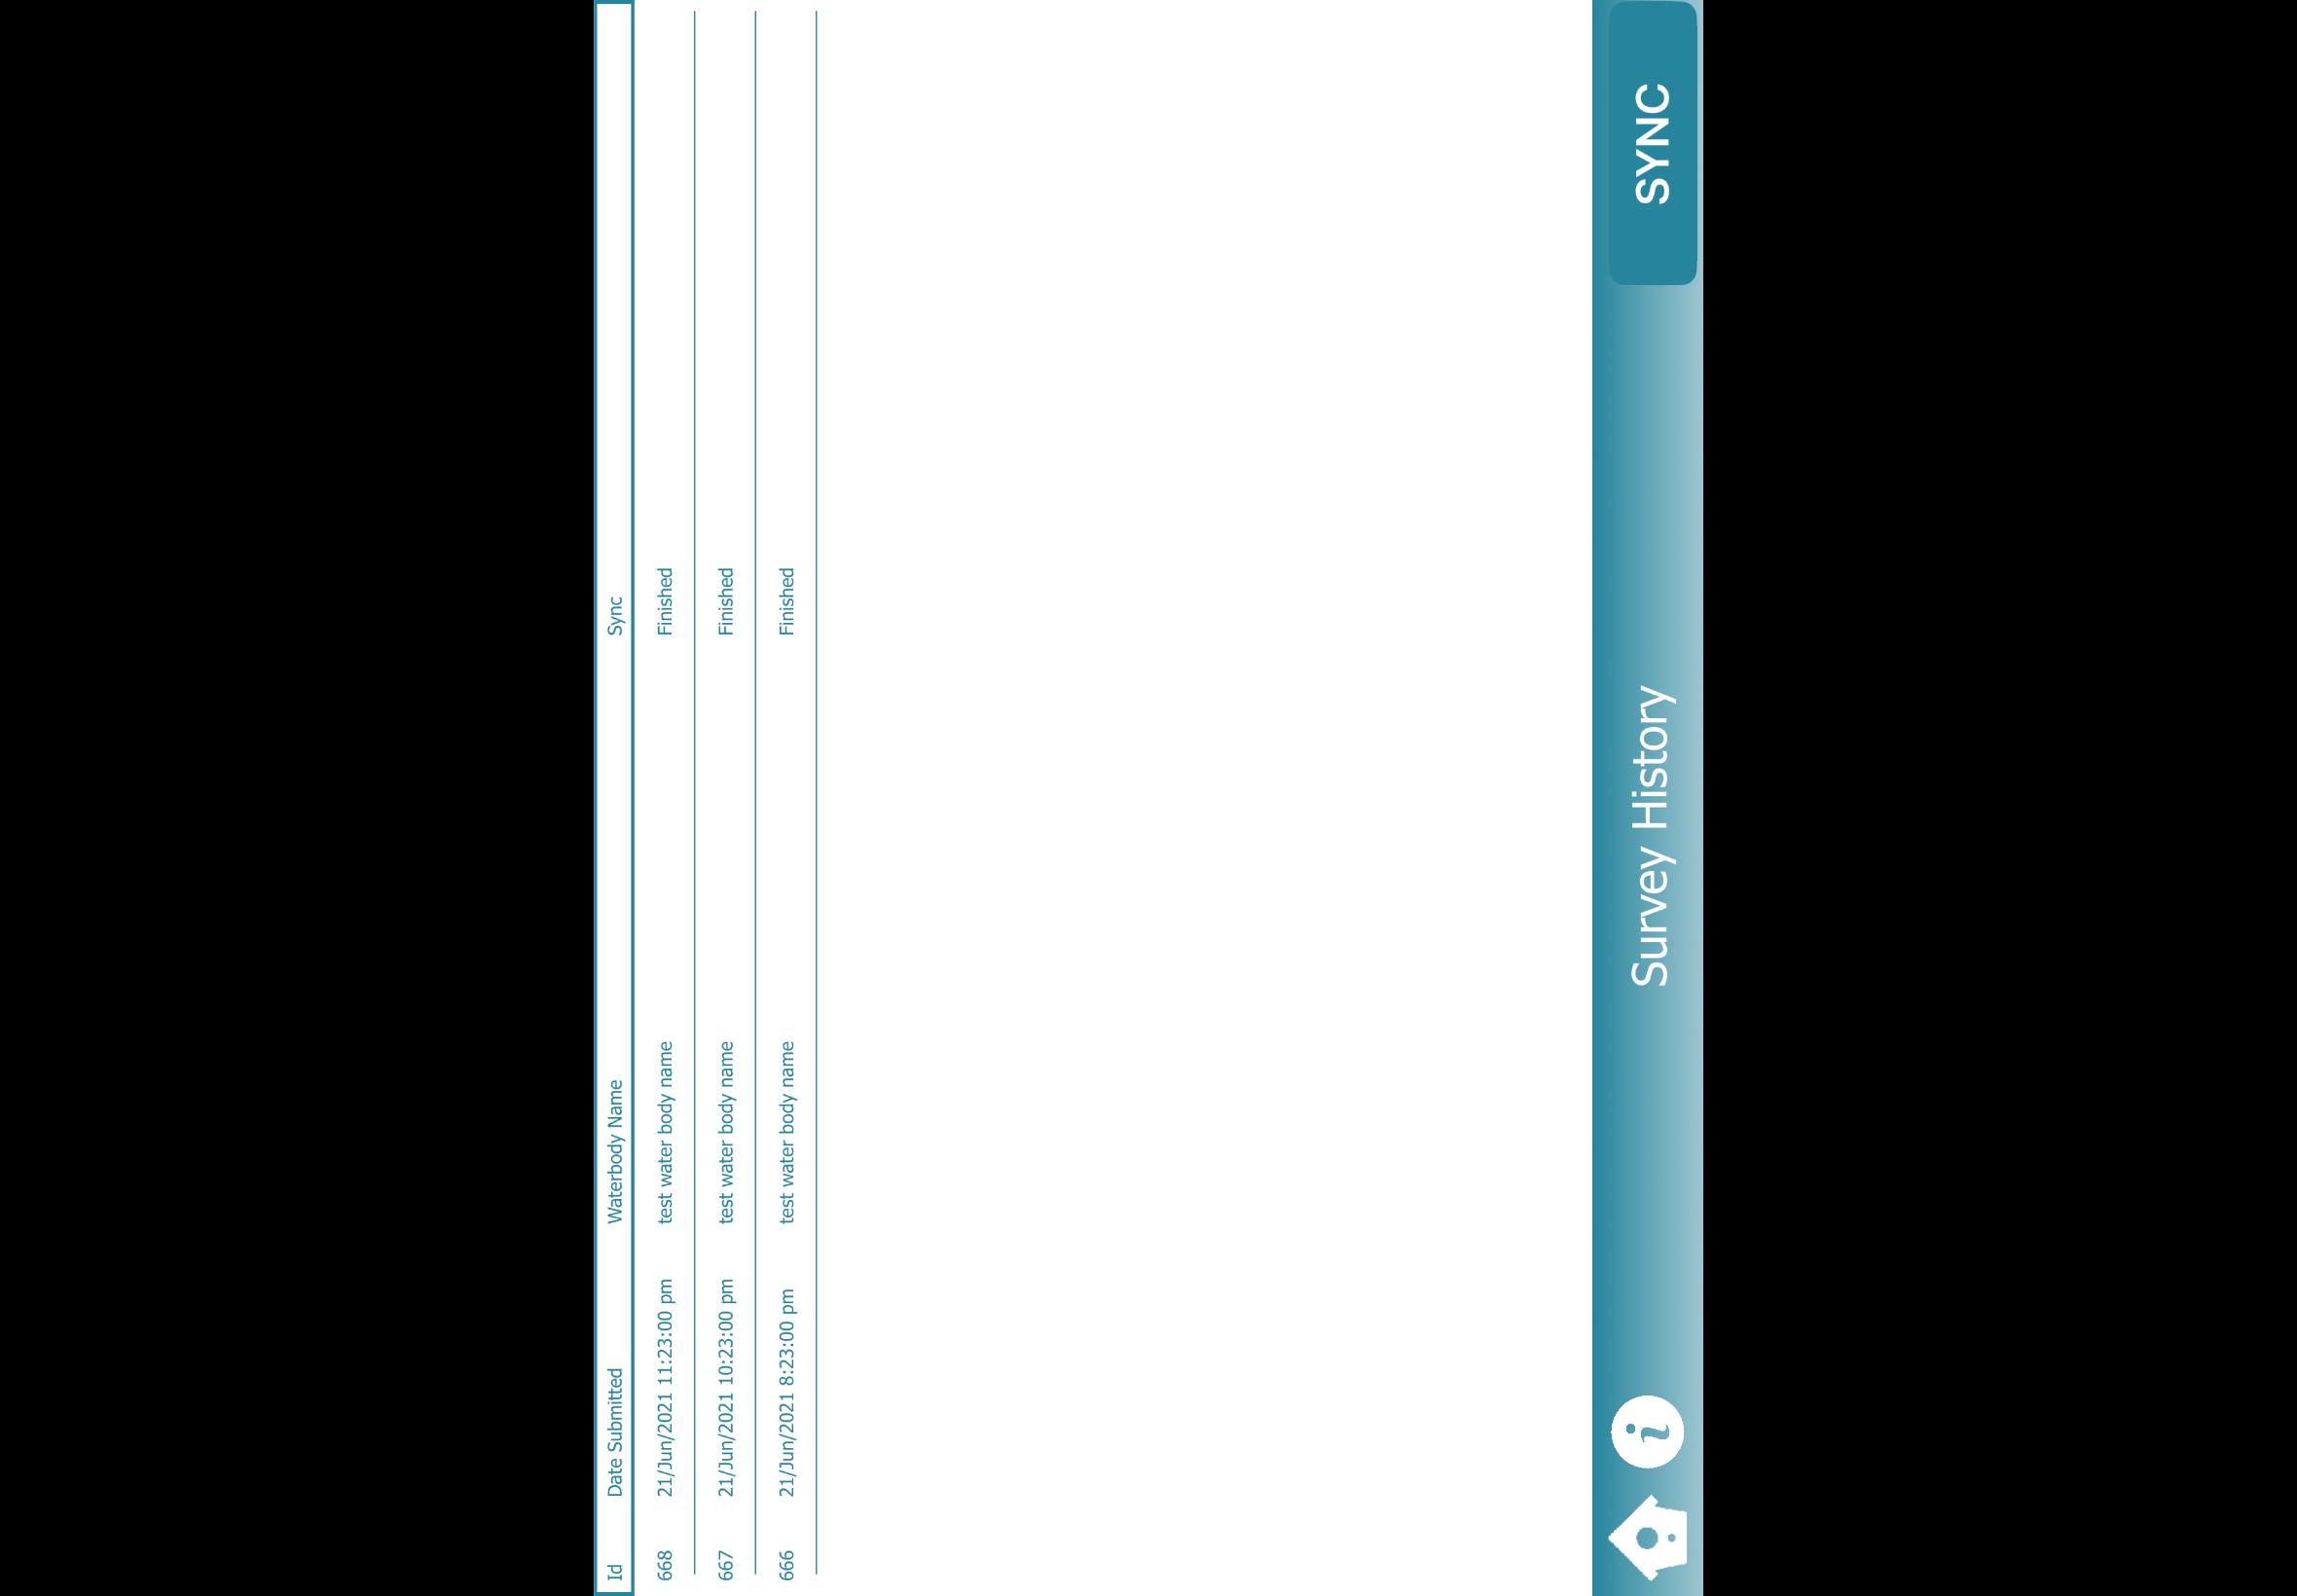 Id Date Submitted Waterbody Name Sync
668 21/Jun/2021 11:23:00 pm test water body name Finished
667 21/Jun/2021 10:23:00 pm test water body name Finished
666 21/Jun/2021 8:23:00 pm test water body name Finished
i Survey History SYNC